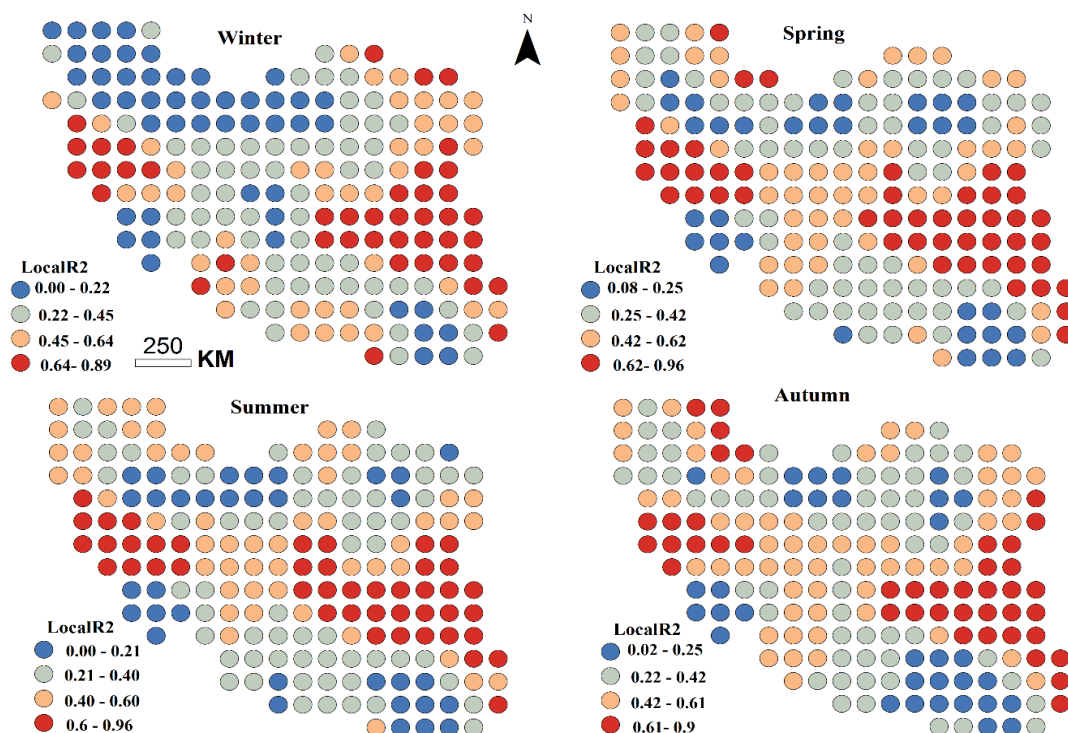 N
Winter
LocalR2
0.00 - 0.22
0.22 - 0.45
0.45 - 0.64
0.64- 0.89
250 KM
Spring
LocalR2
0.08 - 0.25
0.25 - 0.42
0.42 - 0.62
0.62- 0.96
Summer
LocalR2
0.00 - 0.21
0.21 - 0.40
0.40 - 0.60
0.6 - 0.96
Autumn
LocalR2
0.02 - 0.25
0.22 - 0.42
0.42 - 0.61
0.61 - 0.9